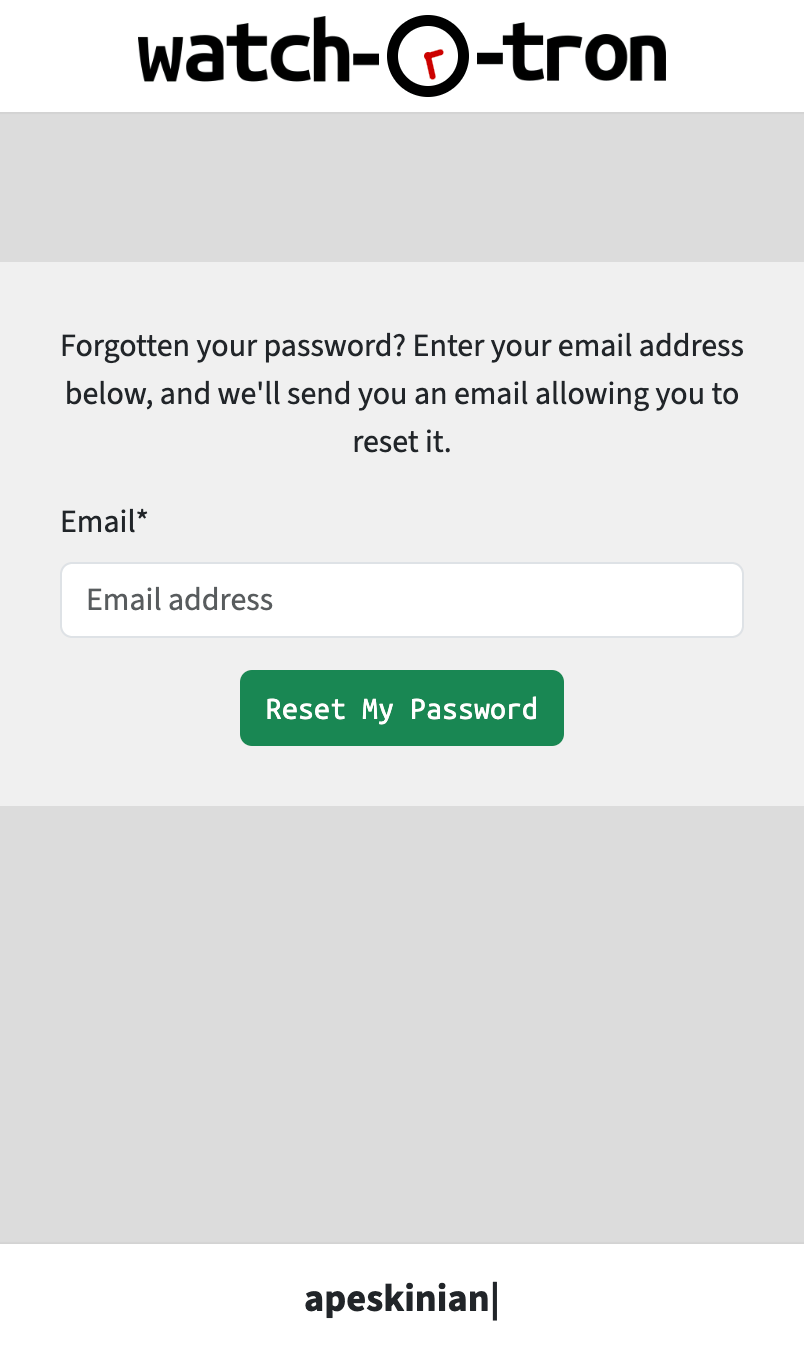 watch-O-tron
Forgotten your password? Enter your email address
below, and we'll send you an email allowing you to
reset it.
Email*
Email address
Reset My Password
apeskinian|